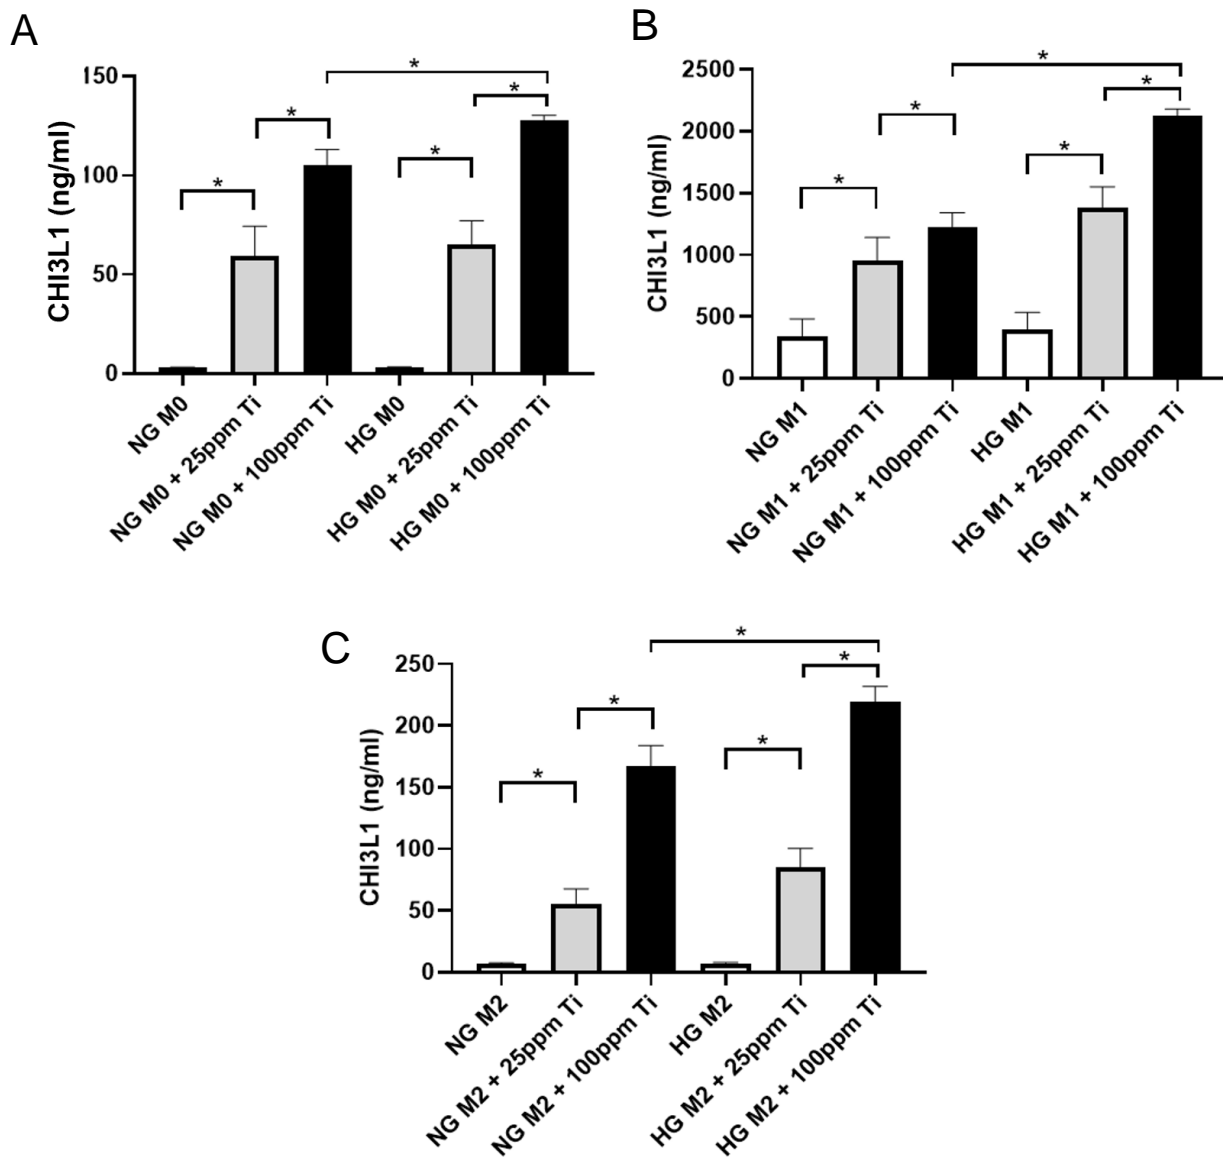 A
CHI3L1 (ng/ml)
150
100
50
0
*
*
*
*
*
NG M0
NG M0 + 25ppm Ti
NG M0 + 100ppm Ti
HG M0
HG M0 + 25ppm Ti
HG M0 + 100ppm Ti
B
CHI3L1 (ng/ml)
2500
2000
1500
1000
500
0
*
*
*
*
*
NG M1
NG M1 + 25ppm Ti
NG M1 + 100ppm Ti
HG M1
HG M1 + 25ppm Ti
HG M1 + 100ppm Ti
C
CHI3L1 (ng/ml)
250
200
150
100
50
0
*
*
*
*
*
NG M2
NG M2 + 25ppm Ti
NG M2 + 100ppm Ti
HG M2
HG M2 + 25ppm Ti
HG M2 + 100ppm Ti